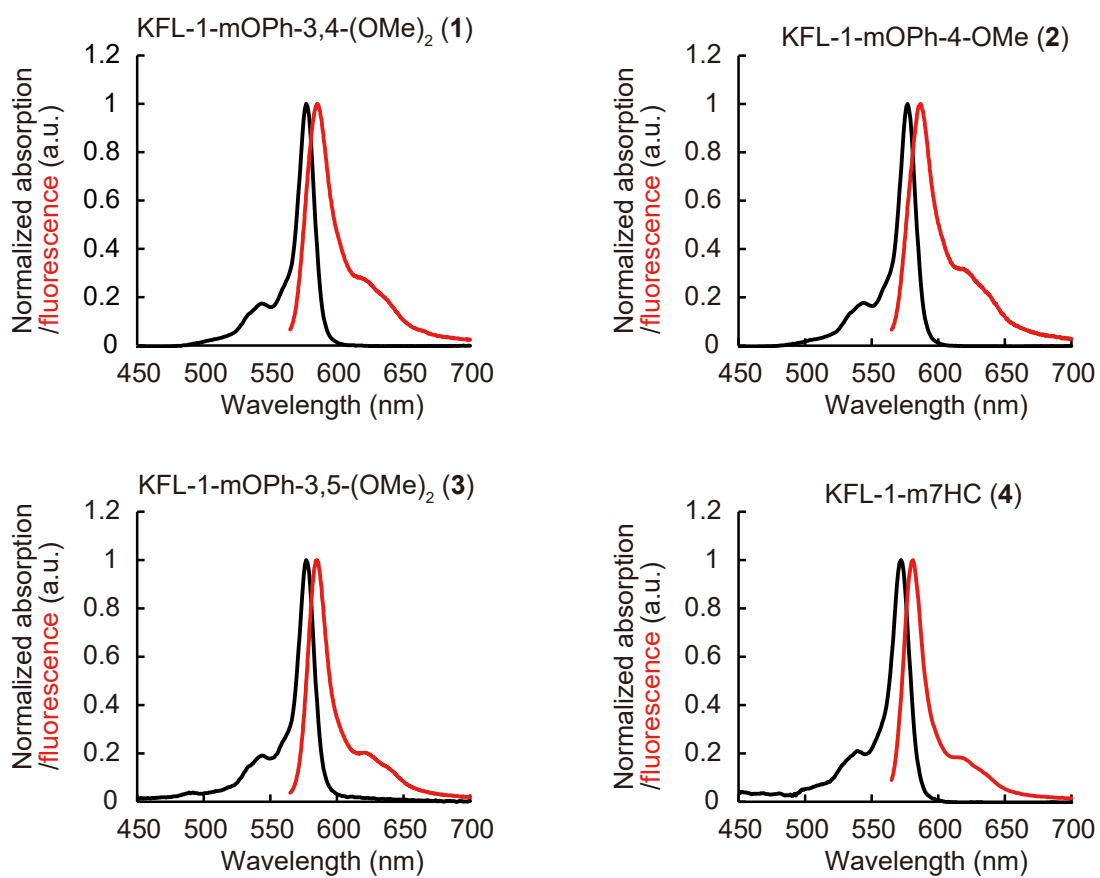 KFL-1-mOPh-3,4-(OMe)₂ (1)
Normalized absorption
/fluorescence (a.u.)
1.2
1
0.8
0.6
0.4
0.2
0
450 500 550 600 650 700
Wavelength (nm)
KFL-1-mOPh-4-OMe (2)
Normalized absorption
/fluorescence (a.u.)
1.2
1
0.8
0.6
0.4
0.2
0
450 500 550 600 650 700
Wavelength (nm)
KFL-1-mOPh-3,5-(OMe)₂ (3)
Normalized absorption
/fluorescence (a.u.)
1.2
1
0.8
0.6
0.4
0.2
0
450 500 550 600 650 700
Wavelength (nm)
KFL-1-m7HC (4)
Normalized absorption
/fluorescence (a.u.)
1.2
1
0.8
0.6
0.4
0.2
0
450 500 550 600 650 700
Wavelength (nm)